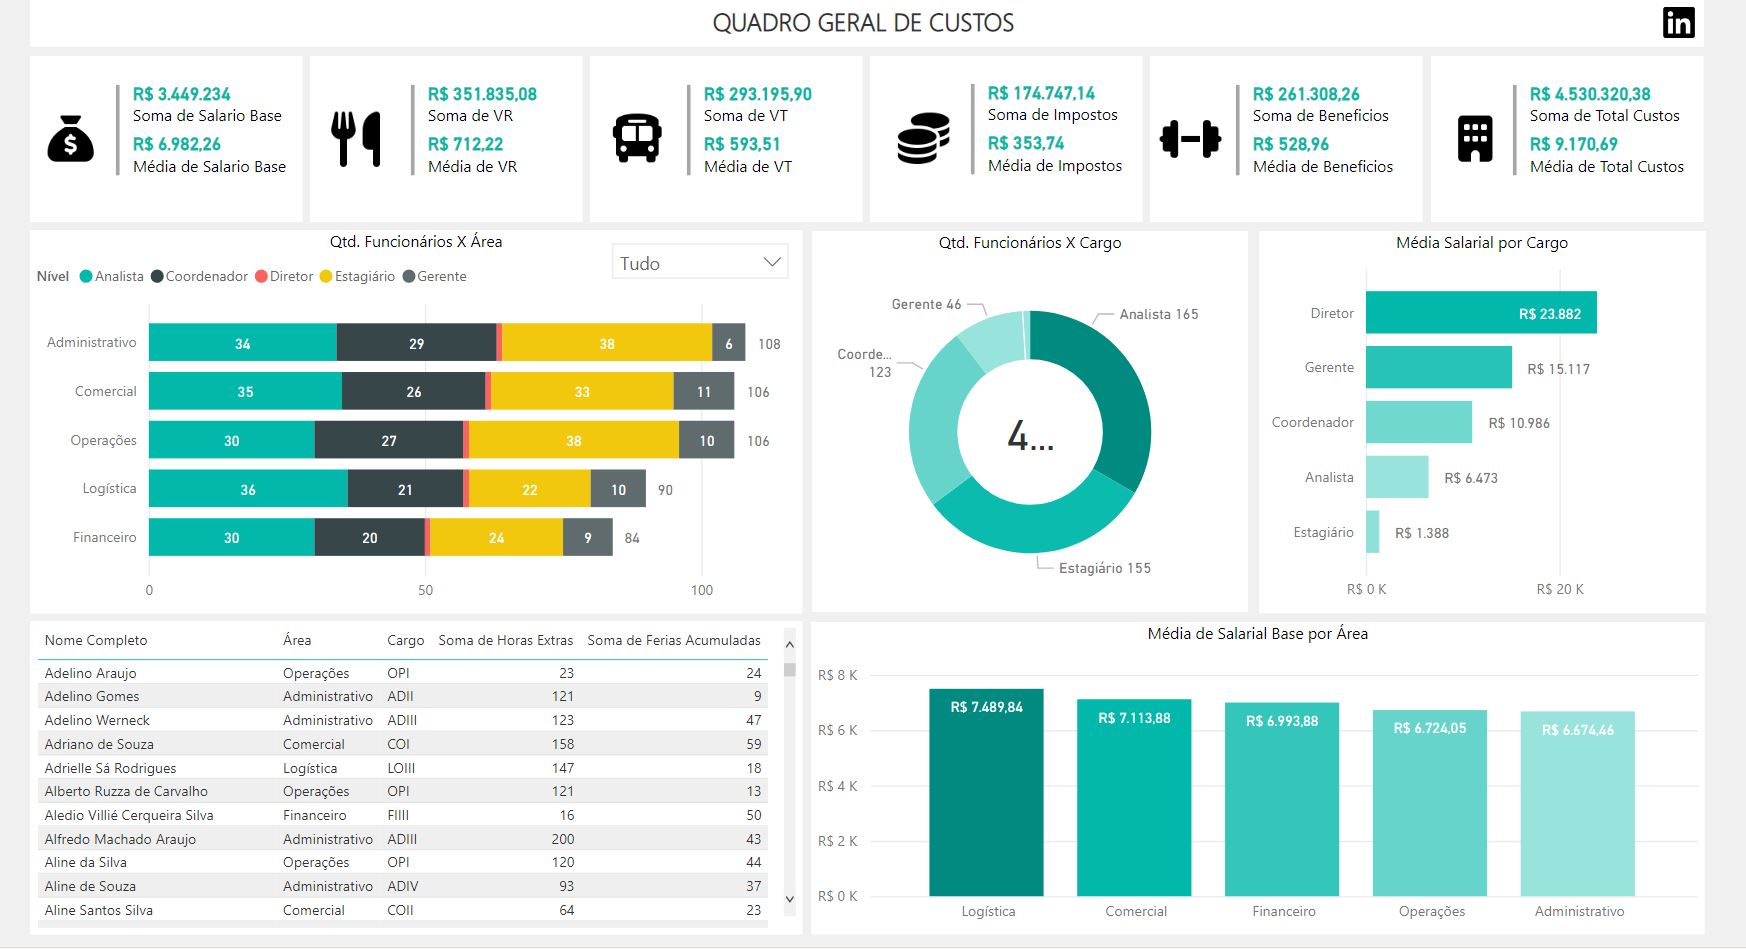 QUADRO GERAL DE CUSTOS
in
R$ 3.449.234
Soma de Salario Base
R$ 6.982,26
Média de Salario Base
R$ 351.835,08
Soma de VR
R$ 712,22
Média de VR
R$ 293.195,90
Soma de VT
R$ 593,51
Média de VT
R$ 174.747,14
Soma de Impostos
R$ 353,74
Média de Impostos
R$ 261.308,26
Soma de Beneficios
R$ 528,96
Média de Beneficios
R$ 4.530.320,38
Soma de Total Custos
R$ 9.170,69
Média de Total Custos
Qtd. Funcionários X Área
Tudo
Nível Analista Coordenador Diretor Estagiário Gerente
Administrativo 34 29 38 6 108
Comercial 35 26 33 11 106
Operações 30 27 38 10 106
Logística 36 21 22 10 90
Financeiro 30 20 24 9 84
0 50 100
Qtd. Funcionários X Cargo
Gerente 46
Analista 165
Coorde...
123
4...
Estagiário 155
Média Salarial por Cargo
Diretor R$ 23.882
Gerente R$ 15.117
Coordenador R$ 10.986
Analista R$ 6.473
Estagiário R$ 1.388
R$ 0 K R$ 20 K
Nome Completo Área Cargo Soma de Horas Extras Soma de Ferias Acumuladas
Adelino Araujo Operações OPI 23 24
Adelino Gomes Administrativo ADII 121 9
Adelino Werneck Administrativo ADIII 123 47
Adriano de Souza Comercial COI 158 59
Adrielle Sá Rodrigues Logística LOIII 147 18
Alberto Ruzza de Carvalho Operações OPI 121 13
Aledio Villié Cerqueira Silva Financeiro FIIII 16 50
Alfredo Machado Araujo Administrativo ADIII 200 43
Aline da Silva Operações OPI 120 44
Aline de Souza Administrativo ADIV 93 37
Aline Santos Silva Comercial COII 64 23
Média de Salarial Base por Área
R$ 8 K
R$ 6 K
R$ 4 K
R$ 2 K
R$ 0 K
R$ 7.489,84
R$ 7.113,88
R$ 6.993,88
R$ 6.724,05
R$ 6.674,46
Logística Comercial Financeiro Operações Administrativo